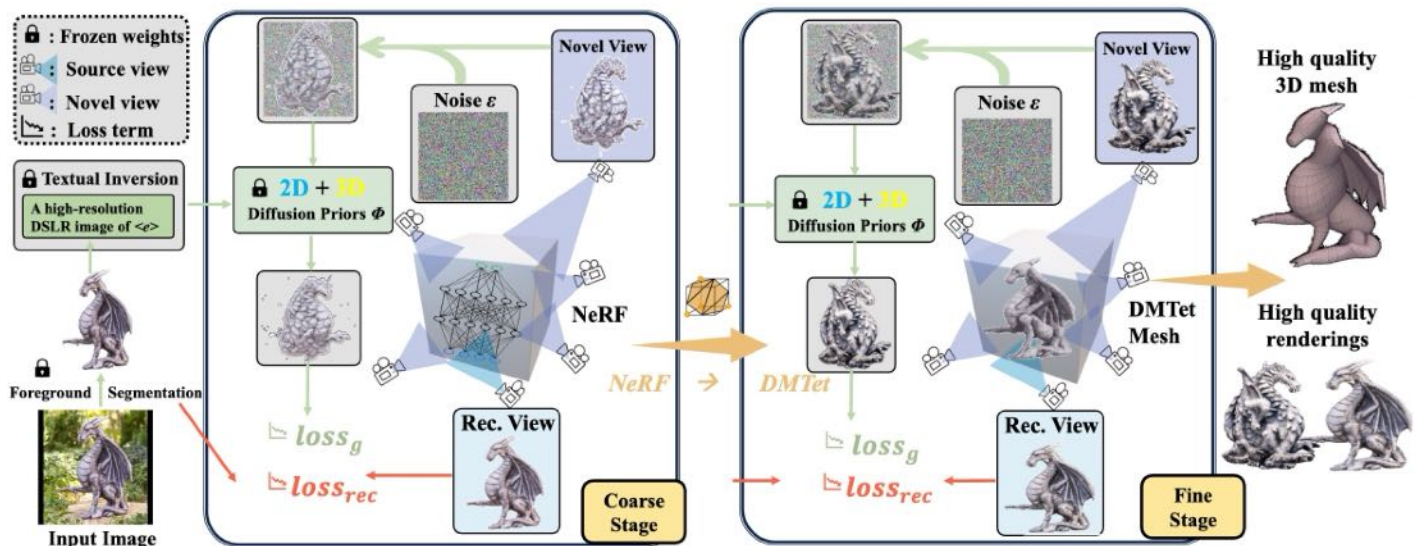 : Frozen weights
: Source view
: Novel view
: Loss term
Textual Inversion
A high-resolution
DSLR image of <e>
Foreground Segmentation
Input Image
Novel View
Noise ε
2D + 3D
Diffusion Priors Φ
NeRF
loss_g
loss_rec
Rec. View
Coarse
Stage
NeRF → DMTet
Novel View
Noise ε
2D + 3D
Diffusion Priors Φ
DMTet
Mesh
loss_g
loss_rec
Rec. View
Fine
Stage
High quality
3D mesh
High quality
renderings